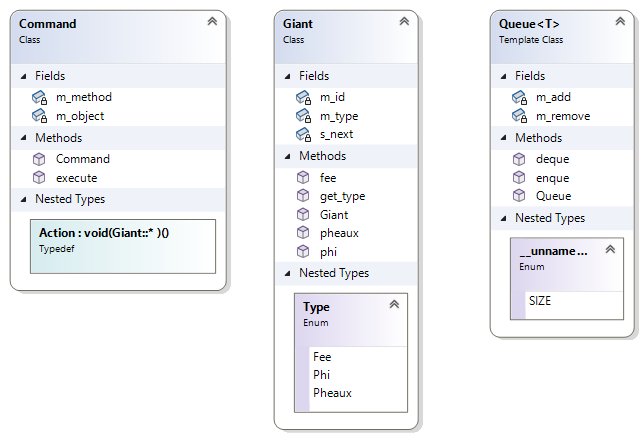 Command
Class
Fields
m_method
m_object
Methods
Command
execute
Nested Types
Action : void(Giant::* )()
Typedef
Giant
Class
Fields
m_id
m_type
s_next
Methods
fee
get_type
Giant
pheaux
phi
Nested Types
Type
Enum
Fee
Phi
Pheaux
Queue<T>
Template Class
Fields
m_add
m_remove
Methods
deque
enque
Queue
Nested Types
__unname...
Enum
SIZE